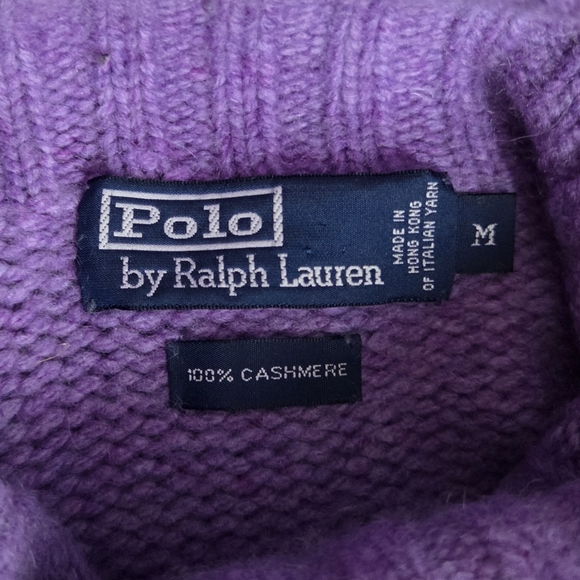 Polo
by Ralph Lauren
MADE IN
HONG KONG
OF ITALIAN YARN
M
100% CASHMERE